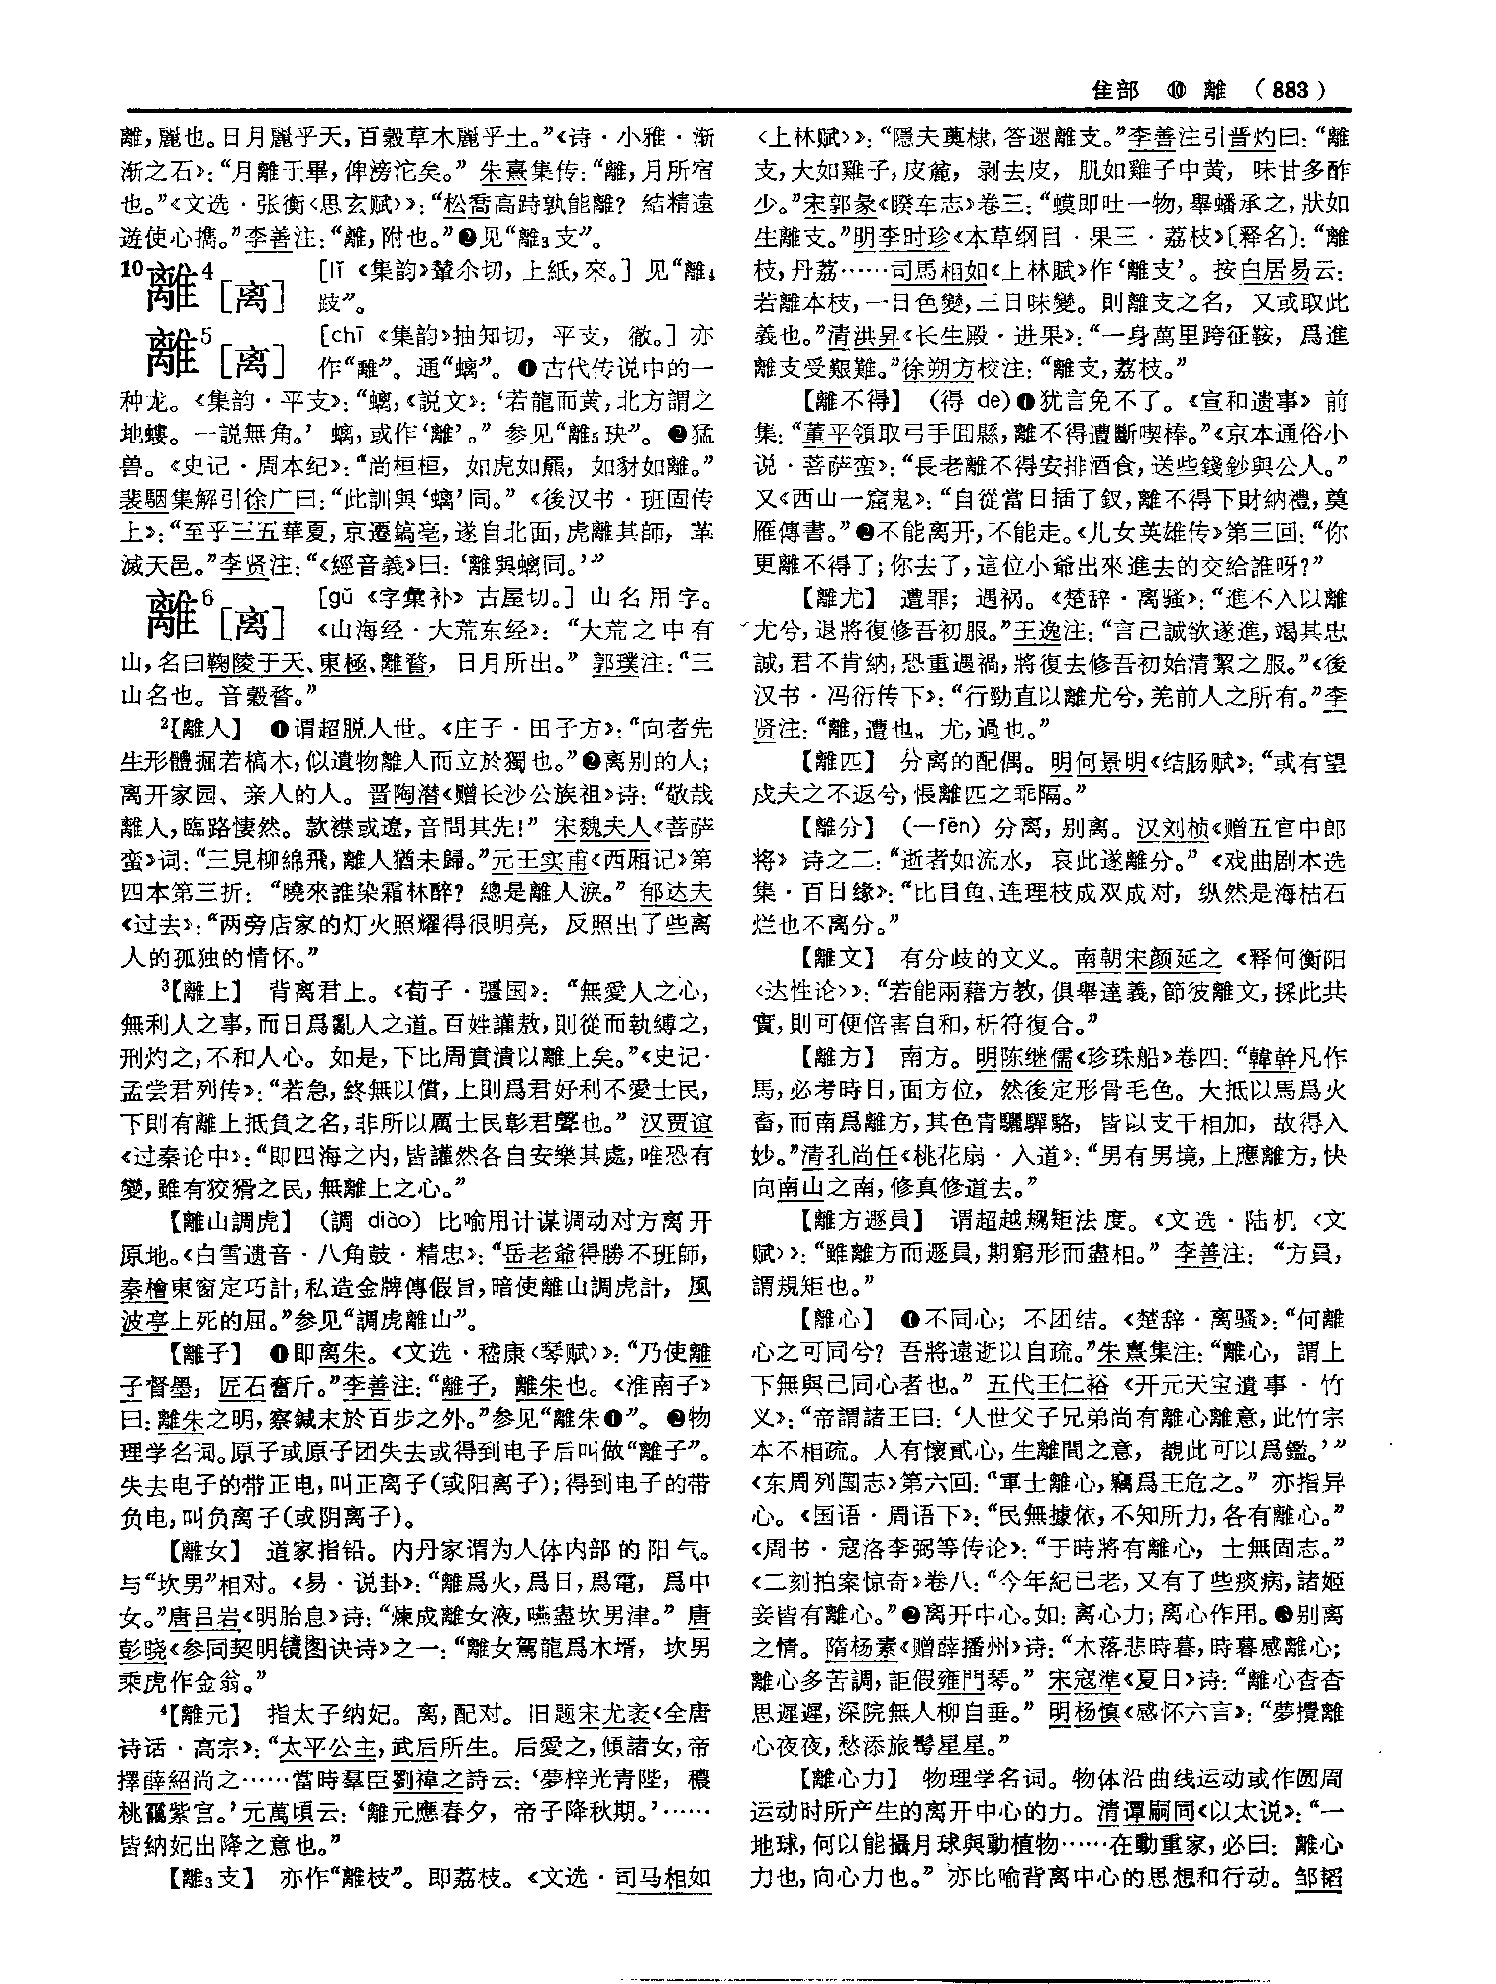 隹部 ⑩ 離 (883)
離,麗也。日月麗乎天,百穀草木麗乎土。”《诗·小雅·渐
渐之石》:“月離于畢,俾滂沱矣。” 朱熹集传:“離,月所宿
也。”《文选·张衡〈思玄赋〉》:“松喬高跱孰能離?結精遠
遊使心擕。”李善注:“離,附也。”❷见“離₃支”。
10離⁴[离] [lǐ 《集韵》輦尒切,上紙,來。] 见“離₄
跂”。
離⁵[离] [chī 《集韵》抽知切,平支,徹。] 亦
作“離”。通“螭”。❶古代传说中的一
种龙。《集韵·平支》:“螭,《説文》:‘若龍而黄,北方謂之
地螻。一説無角。’ 螭,或作‘離’。” 参见“離₅玦”。❷猛
兽。《史记·周本纪》:“尚桓桓,如虎如羆,如豺如離。”
裴駰集解引徐广曰:“此訓與‘螭’同。” 《後汉书·班固传
上》:“至乎三五華夏,京遷鎬亳,遂自北面,虎離其師,革
滅天邑。”李贤注:“《經音義》曰:‘離與螭同。’”
離⁶[离] [gǔ 《字彙补》古屋切。] 山名用字。
《山海经·大荒东经》:“大荒之中有
山,名曰鞠陵于天、東極、離瞀,日月所出。” 郭璞注:“三
山名也。音穀瞀。”
²【離人】 ❶谓超脱人世。《庄子·田子方》:“向者先
生形體掘若槁木,似遺物離人而立於獨也。”❷离别的人;
离开家园、亲人的人。晋陶潜《赠长沙公族祖》诗:“敬哉
離人,臨路悽然。款襟或遼,音問其先!” 宋魏夫人《菩萨
蛮》词:“三見柳綿飛,離人猶未歸。”元王实甫《西厢记》第
四本第三折:“曉來誰染霜林醉?總是離人淚。” 郁达夫
《过去》:“两旁店家的灯火照耀得很明亮,反照出了些离
人的孤独的情怀。”
³【離上】 背离君上。《荀子·彊国》:“無愛人之心,
無利人之事,而日爲亂人之道。百姓讙敖,則從而執縛之,
刑灼之,不和人心。如是,下比周賁潰以離上矣。”《史记·
孟尝君列传》:“若急,終無以償,上則爲君好利不愛士民,
下則有離上抵負之名,非所以厲士民彰君聲也。” 汉贾谊
《过秦论中》:“即四海之内,皆讙然各自安樂其處,唯恐有
變,雖有狡猾之民,無離上之心。”
【離山調虎】 (調 diào) 比喻用计谋调动对方离开
原地。《白雪遗音·八角鼓·精忠》:“岳老爺得勝不班師,
秦檜東窗定巧計,私造金牌傳假旨,暗使離山調虎計,風
波亭上死的屈。”参见“調虎離山”。
【離子】 ❶即离朱。《文选·嵇康〈琴赋〉》:“乃使離
子督墨,匠石奮斤。”李善注:“離子,離朱也。《淮南子》
曰:離朱之明,察鍼末於百步之外。”参见“離朱❶”。❷物
理学名词。原子或原子团失去或得到电子后叫做“離子”。
失去电子的带正电,叫正离子(或阳离子);得到电子的带
负电,叫负离子(或阴离子)。
【離女】 道家指铅。内丹家谓为人体内部的阳气。
与“坎男”相对。《易·说卦》:“離爲火,爲日,爲電,爲中
女。”唐吕岩《明胎息》诗:“煉成離女液,嚥盡坎男津。” 唐
彭晓《参同契明镜图诀诗》之一:“離女駕龍爲木壻,坎男
乘虎作金翁。”
⁴【離元】 指太子纳妃。离,配对。旧题宋尤袤《全唐
诗话·高宗》:“太平公主,武后所生。后愛之,傾諸女,帝
擇薛紹尚之……當時羣臣劉禕之詩云:‘夢梓光青陛,穠
桃藹紫宫。’元萬頃云:‘離元應春夕,帝子降秋期。’……
皆納妃出降之意也。”
【離₃支】 亦作“離枝”。即荔枝。《文选·司马相如
〈上林赋〉》:“隱夫薁棣,答遝離支。”李善注引晋灼曰:“離
支,大如雞子,皮麄,剥去皮,肌如雞子中黄,味甘多酢
少。”宋郭彖《睽车志》卷三:“蟆即吐一物,舉蟠承之,狀如
生離支。”明李时珍《本草纲目·果三·荔枝》〔释名〕:“離
枝,丹荔……司馬相如《上林賦》作‘離支’。按白居易云:
若離本枝,一日色變,三日味變。則離支之名,又或取此
義也。”清洪昇《长生殿·进果》:“一身萬里跨征鞍,爲進
離支受艱難。”徐朔方校注:“離支,荔枝。”
【離不得】 (得 de)❶犹言免不了。《宣和遗事》前
集:“董平領取弓手回縣,離不得遭斷喫棒。”《京本通俗小
说·菩萨蛮》:“長老離不得安排酒食,送些錢鈔與公人。”
又《西山一窟鬼》:“自從當日插了釵,離不得下財納禮,奠
雁傳書。”❷不能离开,不能走。《儿女英雄传》第三回:“你
更離不得了;你去了,這位小爺出來進去的交給誰呀?”
【離尤】 遭罪;遇祸。《楚辞·离骚》:“進不入以離
尤兮,退將復修吾初服。”王逸注:“言己誠欲遂進,竭其忠
誠,君不肯納,恐重遇禍,將復去修吾初始清絜之服。”《後
汉书·冯衍传下》:“行勁直以離尤兮,羌前人之所有。”李
贤注:“離,遭也。尤,過也。”
【離匹】 分离的配偶。明何景明《结肠赋》:“或有望
戍夫之不返兮,悵離匹之乖隔。”
【離分】 (—fēn) 分离,别离。汉刘桢《赠五官中郎
将》诗之二:“逝者如流水,哀此遂離分。” 《戏曲剧本选
集·百日缘》:“比目鱼、连理枝成双成对,纵然是海枯石
烂也不离分。”
【離文】 有分歧的文义。南朝宋颜延之《释何衡阳
〈达性论〉》:“若能兩藉方教,俱舉達義,節彼離文,採此共
實,則可便倍害自和,析符復合。”
【離方】 南方。明陈继儒《珍珠船》卷四:“韓幹凡作
馬,必考時日,面方位,然後定形骨毛色。大抵以馬爲火
畜,而南爲離方,其色青驪驒駱,皆以支干相加,故得入
妙。”清孔尚任《桃花扇·入道》:“男有男境,上應離方,快
向南山之南,修真修道去。”
【離方遯員】 谓超越规矩法度。《文选·陆机〈文
赋〉》:“雖離方而遯員,期窮形而盡相。” 李善注:“方員,
謂規矩也。”
【離心】 ❶不同心;不团结。《楚辞·离骚》:“何離
心之可同兮?吾將遠逝以自疏。”朱熹集注:“離心,謂上
下無與己同心者也。” 五代王仁裕《开元天宝遺事·竹
义》:“帝謂諸王曰:‘人世父子兄弟尚有離心離意,此竹宗
本不相疏。人有懷貳心,生離間之意,覩此可以爲鑑。’”
《东周列国志》第六回:“軍士離心,竊爲王危之。” 亦指异
心。《国语·周语下》:“民無據依,不知所力,各有離心。”
《周书·寇洛李弼等传论》:“于時將有離心,士無固志。”
《二刻拍案惊奇》卷八:“今年紀已老,又有了些痰病,諸姬
妾皆有離心。”❷离开中心。如:离心力;离心作用。❸别离
之情。隋杨素《赠薛播州》诗:“木落悲時暮,時暮感離心;
離心多苦調,詎假雍門琴。” 宋寇準《夏日》诗:“離心杳杳
思遲遲,深院無人柳自垂。” 明杨慎《感怀六言》:“夢攪離
心夜夜,愁添旅鬢星星。”
【離心力】 物理学名词。物体沿曲线运动或作圆周
运动时所产生的离开中心的力。清谭嗣同《以太说》:“一
地球,何以能攝月球與動植物……在動重家,必曰:離心
力也,向心力也。” 亦比喻背离中心的思想和行动。邹韬